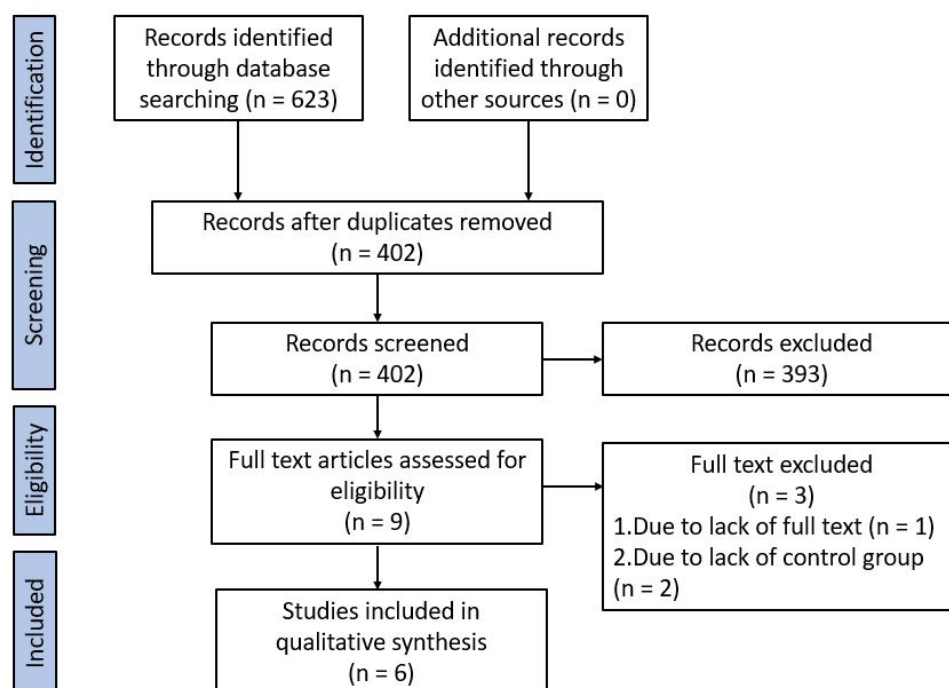 Identification
Records identified
through database
searching (n = 623)
Additional records
identified through
other sources (n = 0)
Screening
Records after duplicates removed
(n = 402)
Records screened
(n = 402)
Records excluded
(n = 393)
Eligibility
Full text articles assessed for
eligibility
(n = 9)
Full text excluded
(n = 3)
1.Due to lack of full text (n = 1)
2.Due to lack of control group
(n = 2)
Included
Studies included in
qualitative synthesis
(n = 6)